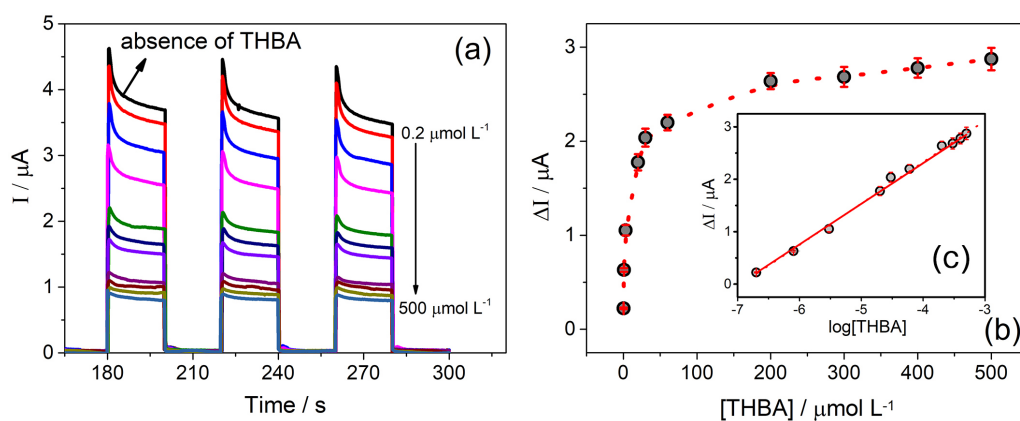 absence of THBA
(a)
0.2 μmol L⁻¹
500 μmol L⁻¹
I / μA
5
4
3
2
1
0
180
210
240
270
300
Time / s
ΔI / μA
3
2
1
0
0
100
200
300
400
500
[THBA] / μmol L⁻¹
(b)
ΔI / μA
3
2
1
0
-7
-6
-5
-4
-3
log[THBA]
(c)